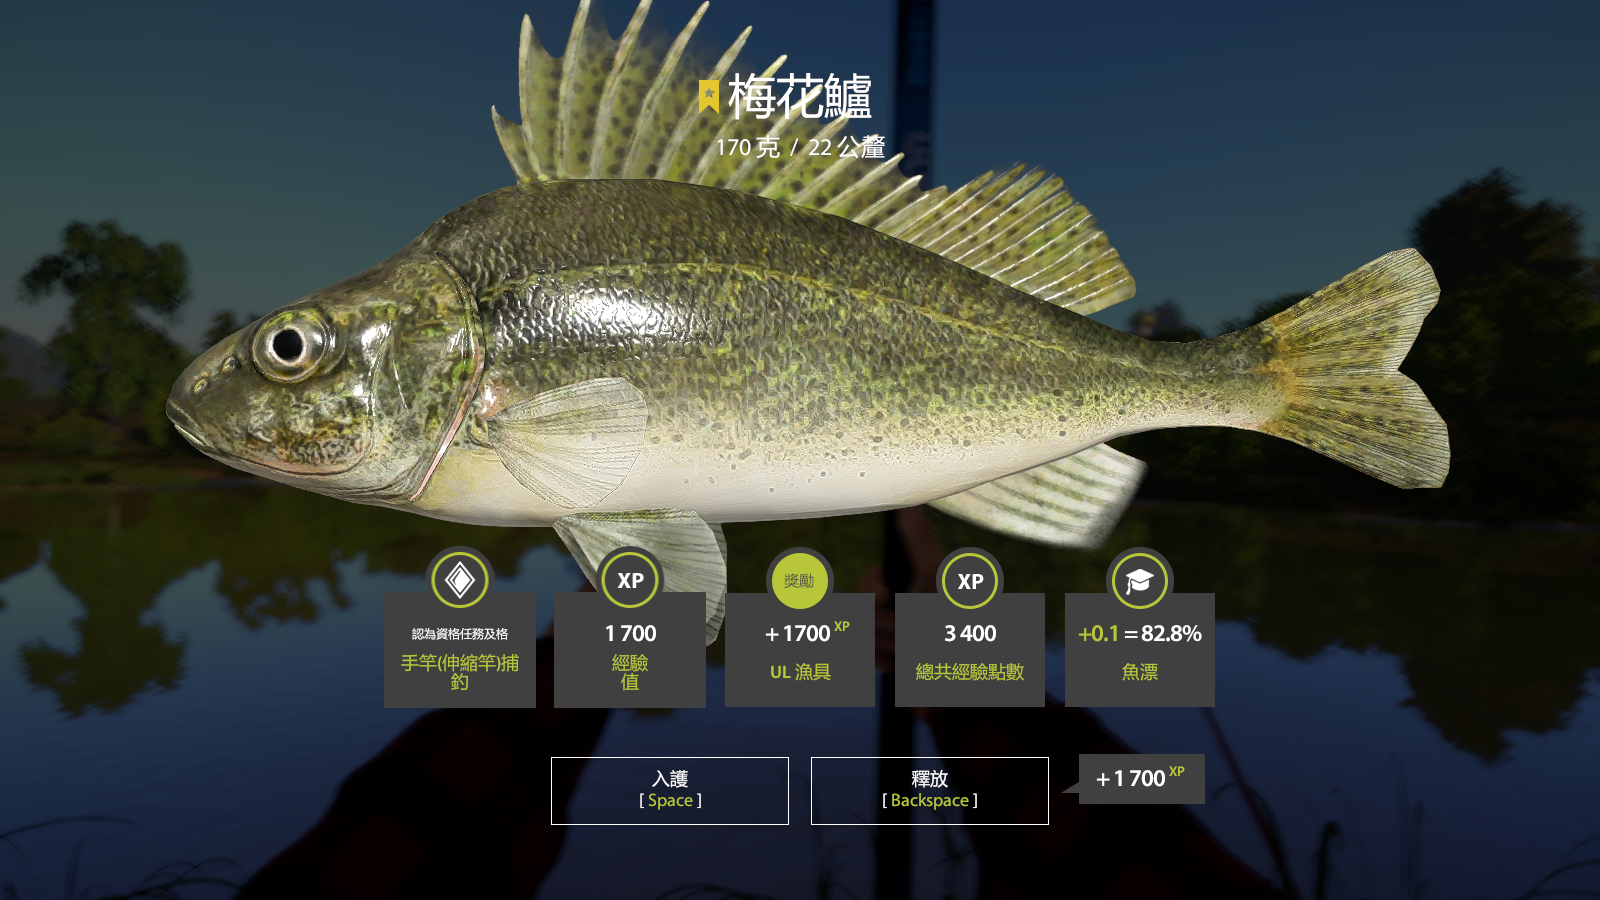 梅花鱸
170 克 / 22 公釐
認為資格任務及格
手竿(伸縮竿)捕
釣
XP
1 700
經驗
值
獎勵
+1700 XP
UL 漁具
XP
3 400
總共經驗點數
+0.1 = 82.8%
魚漂
入護
[ Space ]
釋放
[ Backspace ]
+1 700 XP